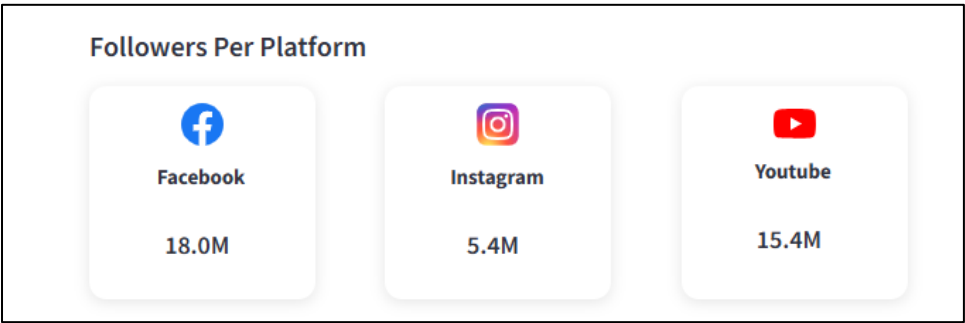 Followers Per Platform
Facebook
18.0M
Instagram
5.4M
Youtube
15.4M